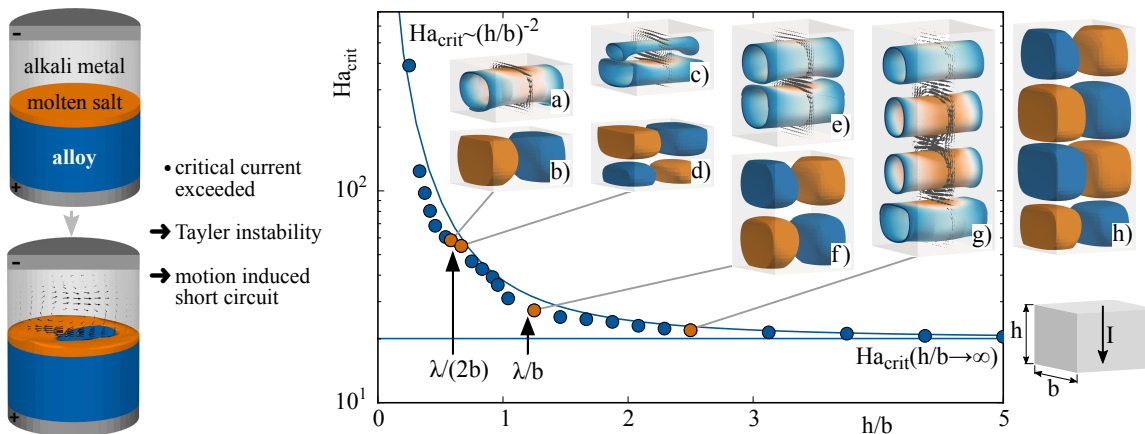 -
alkali metal
molten salt
alloy
+
• critical current
exceeded
➔ Tayler instability
➔ motion induced
short circuit
-
+
Ha_crit
Ha_crit~(h/b)^-2
10^2
10^1
a)
b)
c)
d)
e)
f)
g)
h)
λ/(2b)
λ/b
Ha_crit(h/b→∞)
0
1
2
3
4
5
h/b
h
I
b